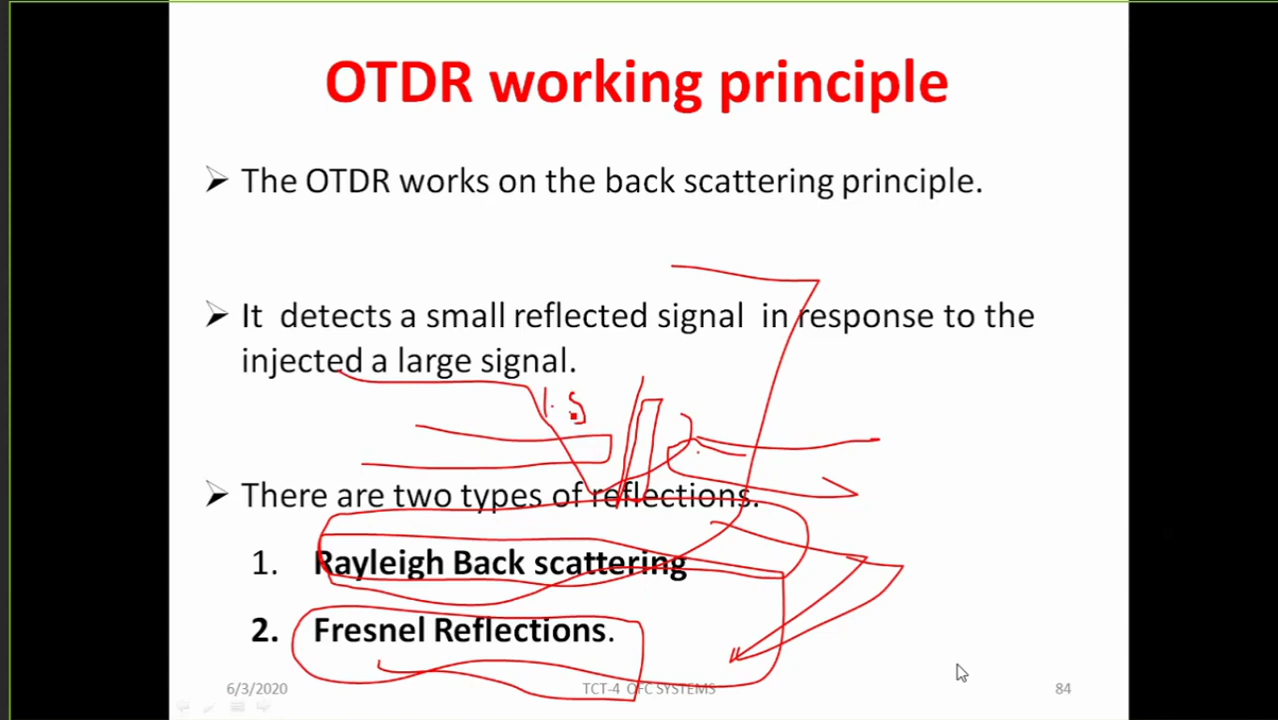 OTDR working principle
➢ The OTDR works on the back scattering principle.
➢ It detects a small reflected signal in response to the
injected a large signal.
1.5
➢ There are two types of reflections.
1. Rayleigh Back scattering
2. Fresnel Reflections.
6/3/2020 TCT-4 OFC SYSTEMS 84